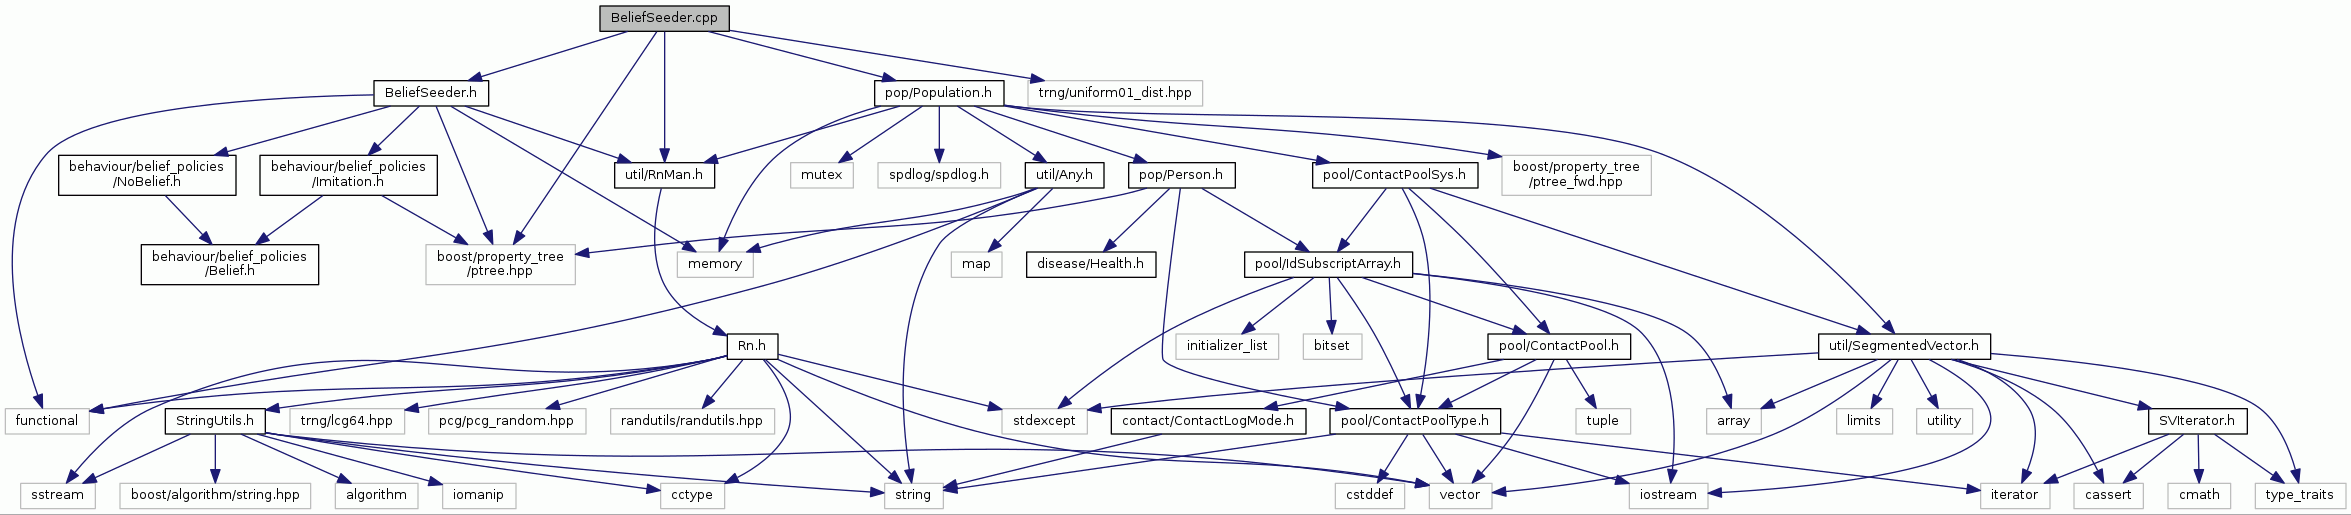 BeliefSeeder.cpp
BeliefSeeder.h
pop/Population.h
trng/uniform01_dist.hpp
behaviour/belief_policies
/NoBelief.h
behaviour/belief_policies
/Imitation.h
util/RnMan.h
mutex
spdlog/spdlog.h
util/Any.h
pop/Person.h
pool/ContactPoolSys.h
boost/property_tree
/ptree_fwd.hpp
behaviour/belief_policies
/Belief.h
boost/property_tree
/ptree.hpp
memory
map
disease/Health.h
pool/IdSubscriptArray.h
Rn.h
initializer_list
bitset
pool/ContactPool.h
util/SegmentedVector.h
functional
StringUtils.h
trng/lcg64.hpp
pcg/pcg_random.hpp
randutils/randutils.hpp
stdexcept
contact/ContactLogMode.h
pool/ContactPoolType.h
tuple
array
limits
utility
SVIterator.h
sstream
boost/algorithm/string.hpp
algorithm
iomanip
cctype
string
cstddef
vector
iostream
iterator
cassert
cmath
type_traits